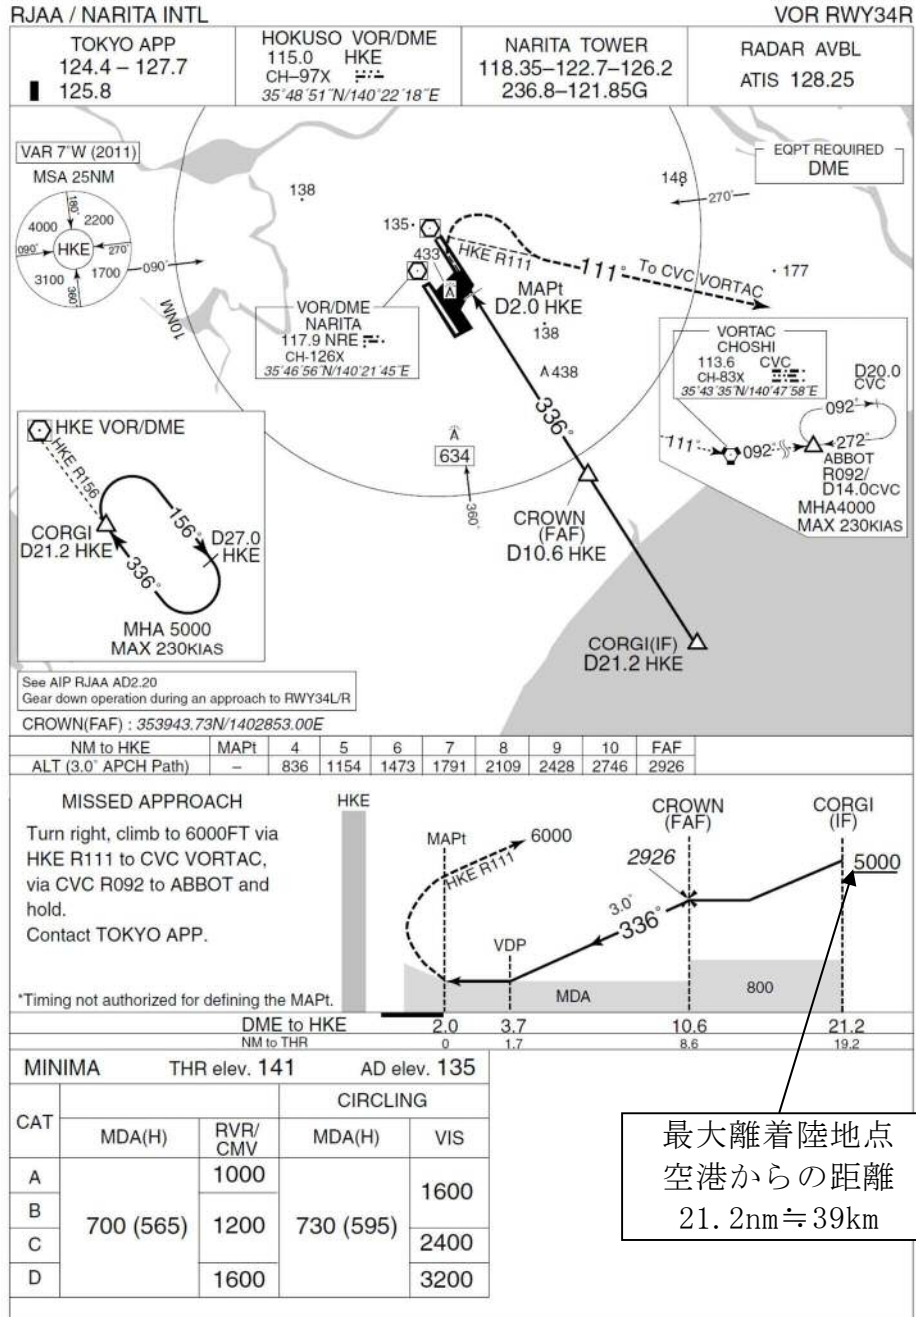 RJAA / NARITA INTL
VOR RWY34R
TOKYO APP
124.4 – 127.7
125.8
HOKUSO VOR/DME
115.0 HKE
CH–97X
35°48´51˝N/140°22´18˝E
NARITA TOWER
118.35–122.7–126.2
236.8–121.85G
RADAR AVBL
ATIS 128.25
VAR 7°W (2011)
MSA 25NM
180°
4000
2200
090°
HKE
270°
3100
1700
360°
090°
10NM
138
135
433
148
270°
EQPT REQUIRED
DME
HKE R111
111°
To CVC VORTAC
177
MAPt
D2.0 HKE
138
438
VOR/DME
NARITA
117.9 NRE
CH-126X
35°46´56˝N/140°21´45˝E
VORTAC
CHOSHI
113.6 CVC
CH-83X
35°43´35˝N/140°47´58˝E
D20.0
CVC
092°
111°
092°
272°
ABBOT
R092/
D14.0CVC
MHA4000
MAX 230KIAS
336°
634
360°
CROWN
(FAF)
D10.6 HKE
CORGI(IF)
D21.2 HKE
HKE VOR/DME
HKE R156
CORGI
D21.2 HKE
156°
D27.0
HKE
336°
MHA 5000
MAX 230KIAS
See AIP RJAA AD2.20
Gear down operation during an approach to RWY34L/R
CROWN(FAF) : 353943.73N/1402853.00E
NM to HKE MAPt 4 5 6 7 8 9 10 FAF
ALT (3.0° APCH Path) – 836 1154 1473 1791 2109 2428 2746 2926
MISSED APPROACH
Turn right, climb to 6000FT via
HKE R111 to CVC VORTAC,
via CVC R092 to ABBOT and
hold.
Contact TOKYO APP.
*Timing not authorized for defining the MAPt.
HKE
MAPt
6000
HKE R111
VDP
3.0°
336°
2926
CROWN
(FAF)
CORGI
(IF)
5000
MDA
800
DME to HKE 2.0 3.7 10.6 21.2
NM to THR 0 1.7 8.6 19.2
MINIMA THR elev. 141 AD elev. 135
CAT
CIRCLING
MDA(H)
RVR/
CMV
MDA(H)
VIS
A
B
C
D
700 (565)
1000
1200
1600
730 (595)
1600
2400
3200
最大離着陸地点
空港からの距離
21.2nm≒39km